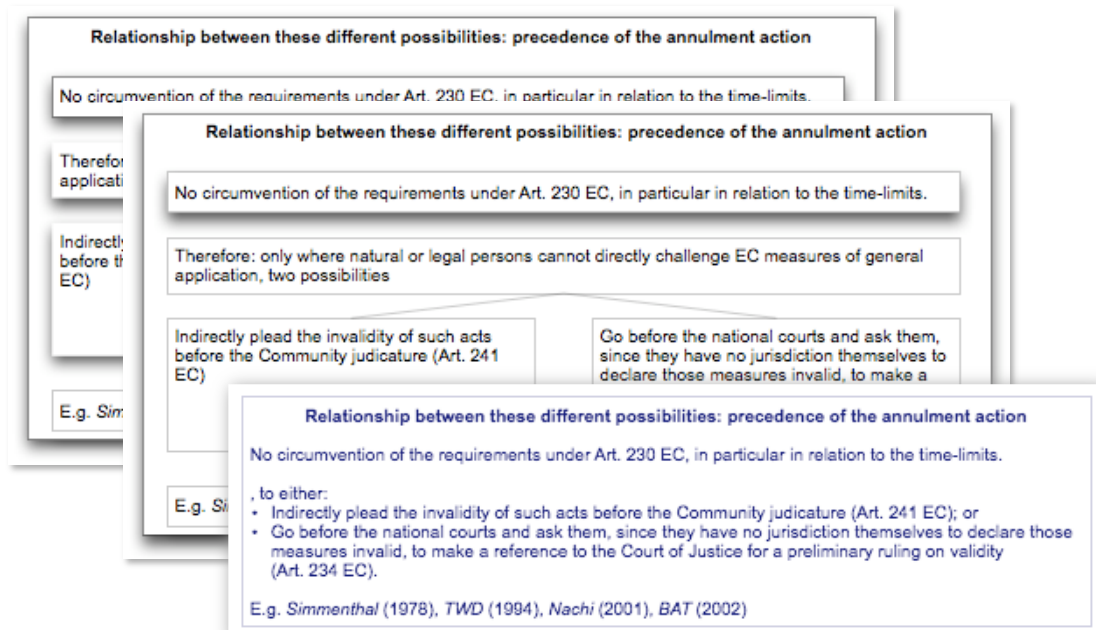 Relationship between these different possibilities: precedence of the annulment action
No circumvention of the requirements under Art. 230 EC, in particular in relation to the time-limits.
Therefor
applicati
Indirectly
before th
EC)
E.g. Sim
Relationship between these different possibilities: precedence of the annulment action
No circumvention of the requirements under Art. 230 EC, in particular in relation to the time-limits.
Therefore: only where natural or legal persons cannot directly challenge EC measures of general
application, two possibilities
Indirectly plead the invalidity of such acts
before the Community judicature (Art. 241
EC)
Go before the national courts and ask them,
since they have no jurisdiction themselves to
declare those measures invalid, to make a
E.g. Si
Relationship between these different possibilities: precedence of the annulment action
No circumvention of the requirements under Art. 230 EC, in particular in relation to the time-limits.
, to either:
• Indirectly plead the invalidity of such acts before the Community judicature (Art. 241 EC); or
• Go before the national courts and ask them, since they have no jurisdiction themselves to declare those
measures invalid, to make a reference to the Court of Justice for a preliminary ruling on validity
(Art. 234 EC).
E.g. Simmenthal (1978), TWD (1994), Nachi (2001), BAT (2002)